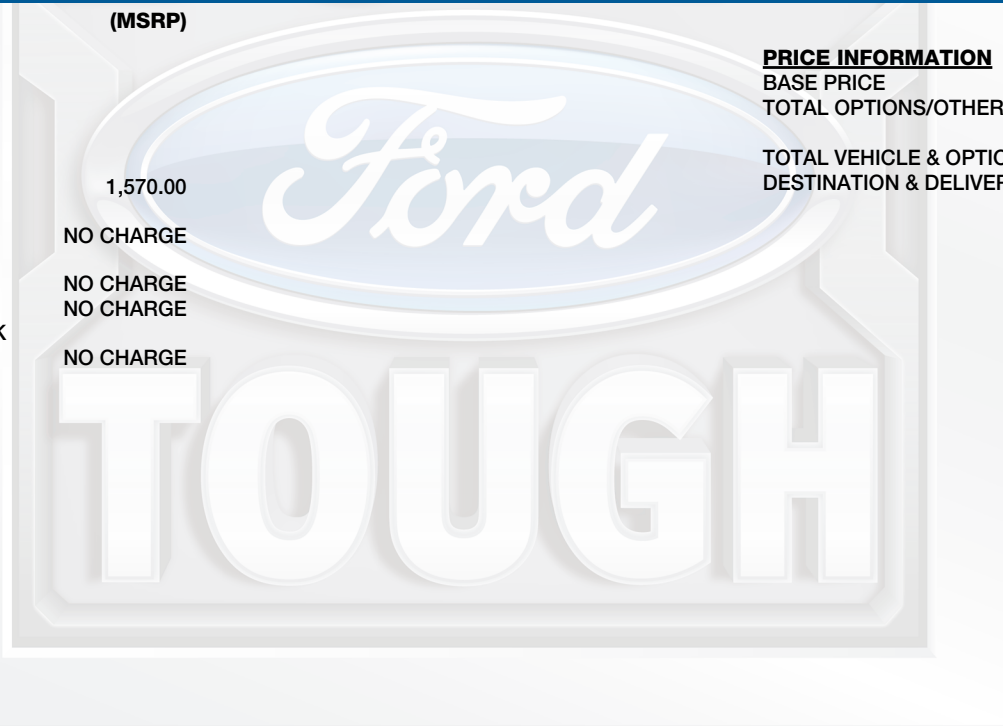 (MSRP)
1,570.00
NO CHARGE
NO CHARGE
NO CHARGE
K
NO CHARGE
PRICE INFORMATION
BASE PRICE
TOTAL OPTIONS/OTHER
TOTAL VEHICLE & OPTIO
DESTINATION & DELIVER
Ford
TOUGH